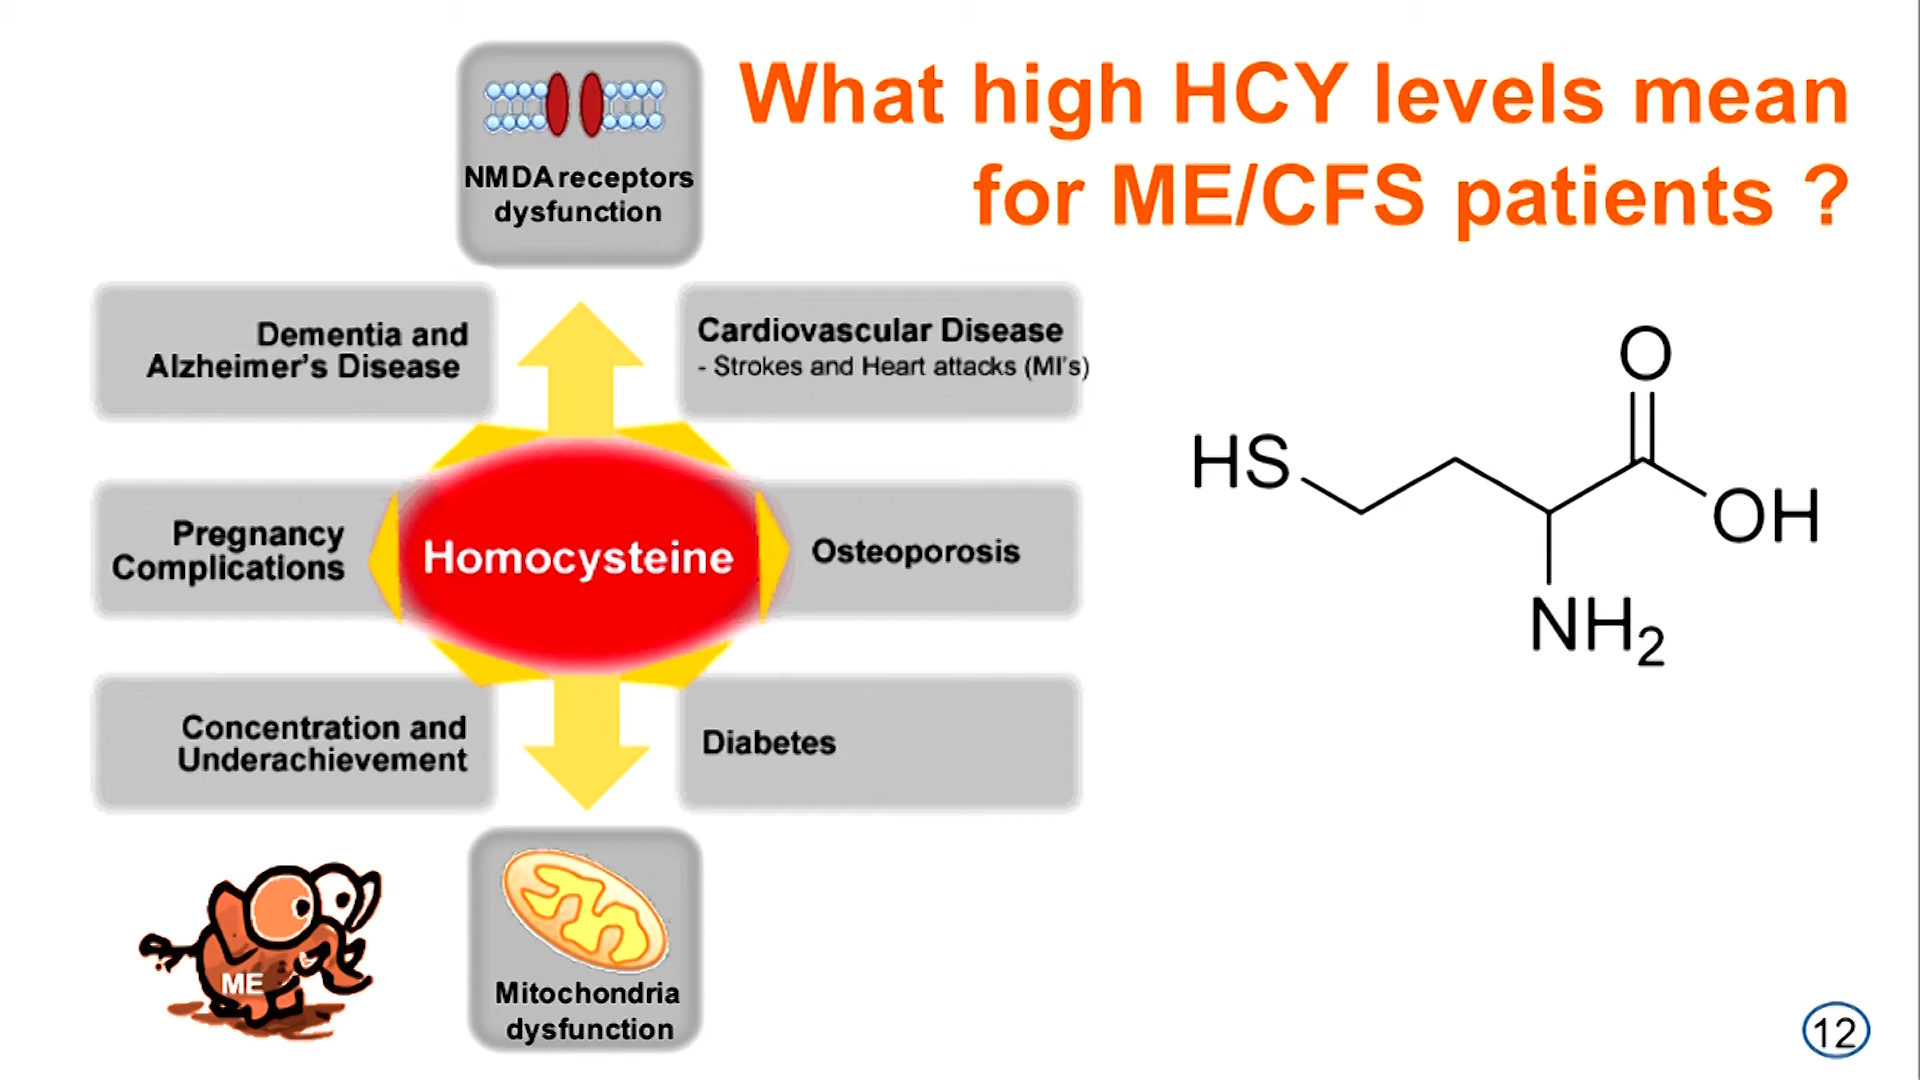 What high HCY levels mean
for ME/CFS patients ?
NMDA receptors
dysfunction
Dementia and
Alzheimer's Disease
Cardiovascular Disease
- Strokes and Heart attacks (MI's)
Pregnancy
Complications
Homocysteine
Osteoporosis
Concentration and
Underachievement
Diabetes
Mitochondria
dysfunction
ME
O
HS
OH
NH2
12